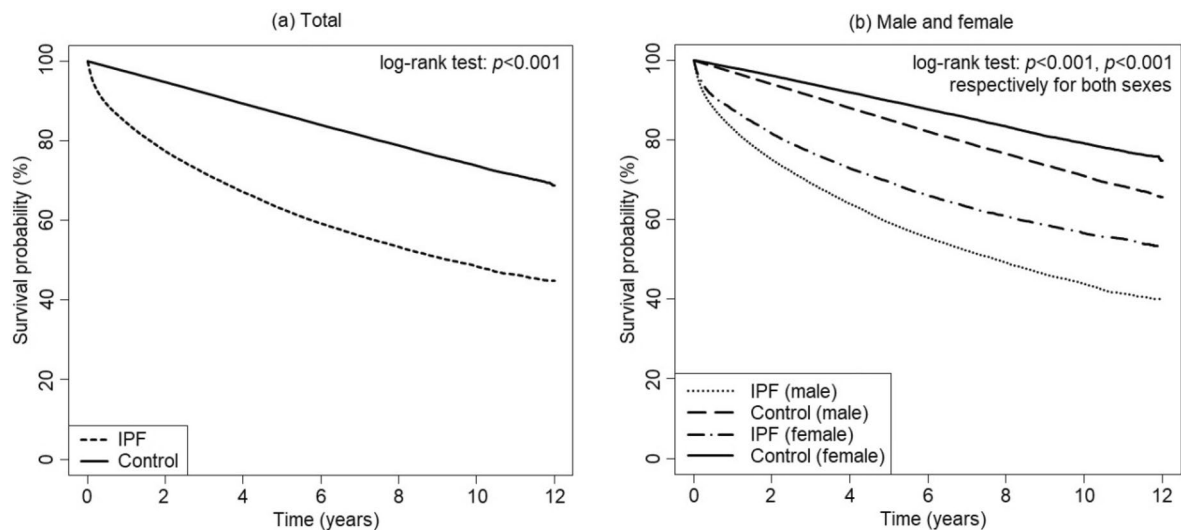 (a) Total
log-rank test: p<0.001
Survival probability (%)
100
80
60
40
20
0
IPF
Control
0 2 4 6 8 10 12
Time (years)
(b) Male and female
log-rank test: p<0.001, p<0.001
respectively for both sexes
Survival probability (%)
100
80
60
40
20
0
IPF (male)
Control (male)
IPF (female)
Control (female)
0 2 4 6 8 10 12
Time (years)